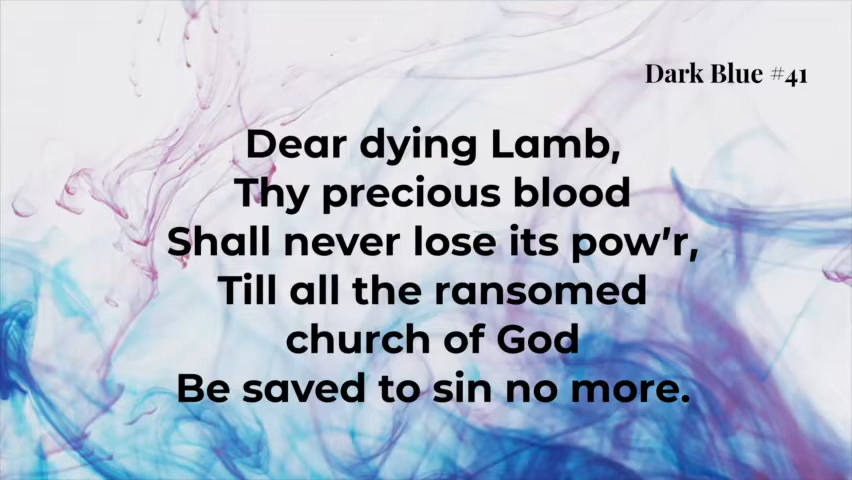 Dark Blue #41
Dear dying Lamb,
Thy precious blood
Shall never lose its pow’r,
Till all the ransomed
church of God
Be saved to sin no more.